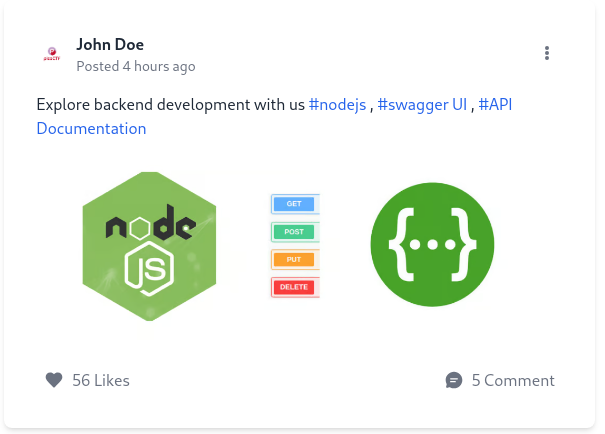 John Doe
Posted 4 hours ago
Explore backend development with us #nodejs , #swagger UI , #API
Documentation
node
JS
GET
POST
PUT
DELETE
{...}
56 Likes
5 Comment